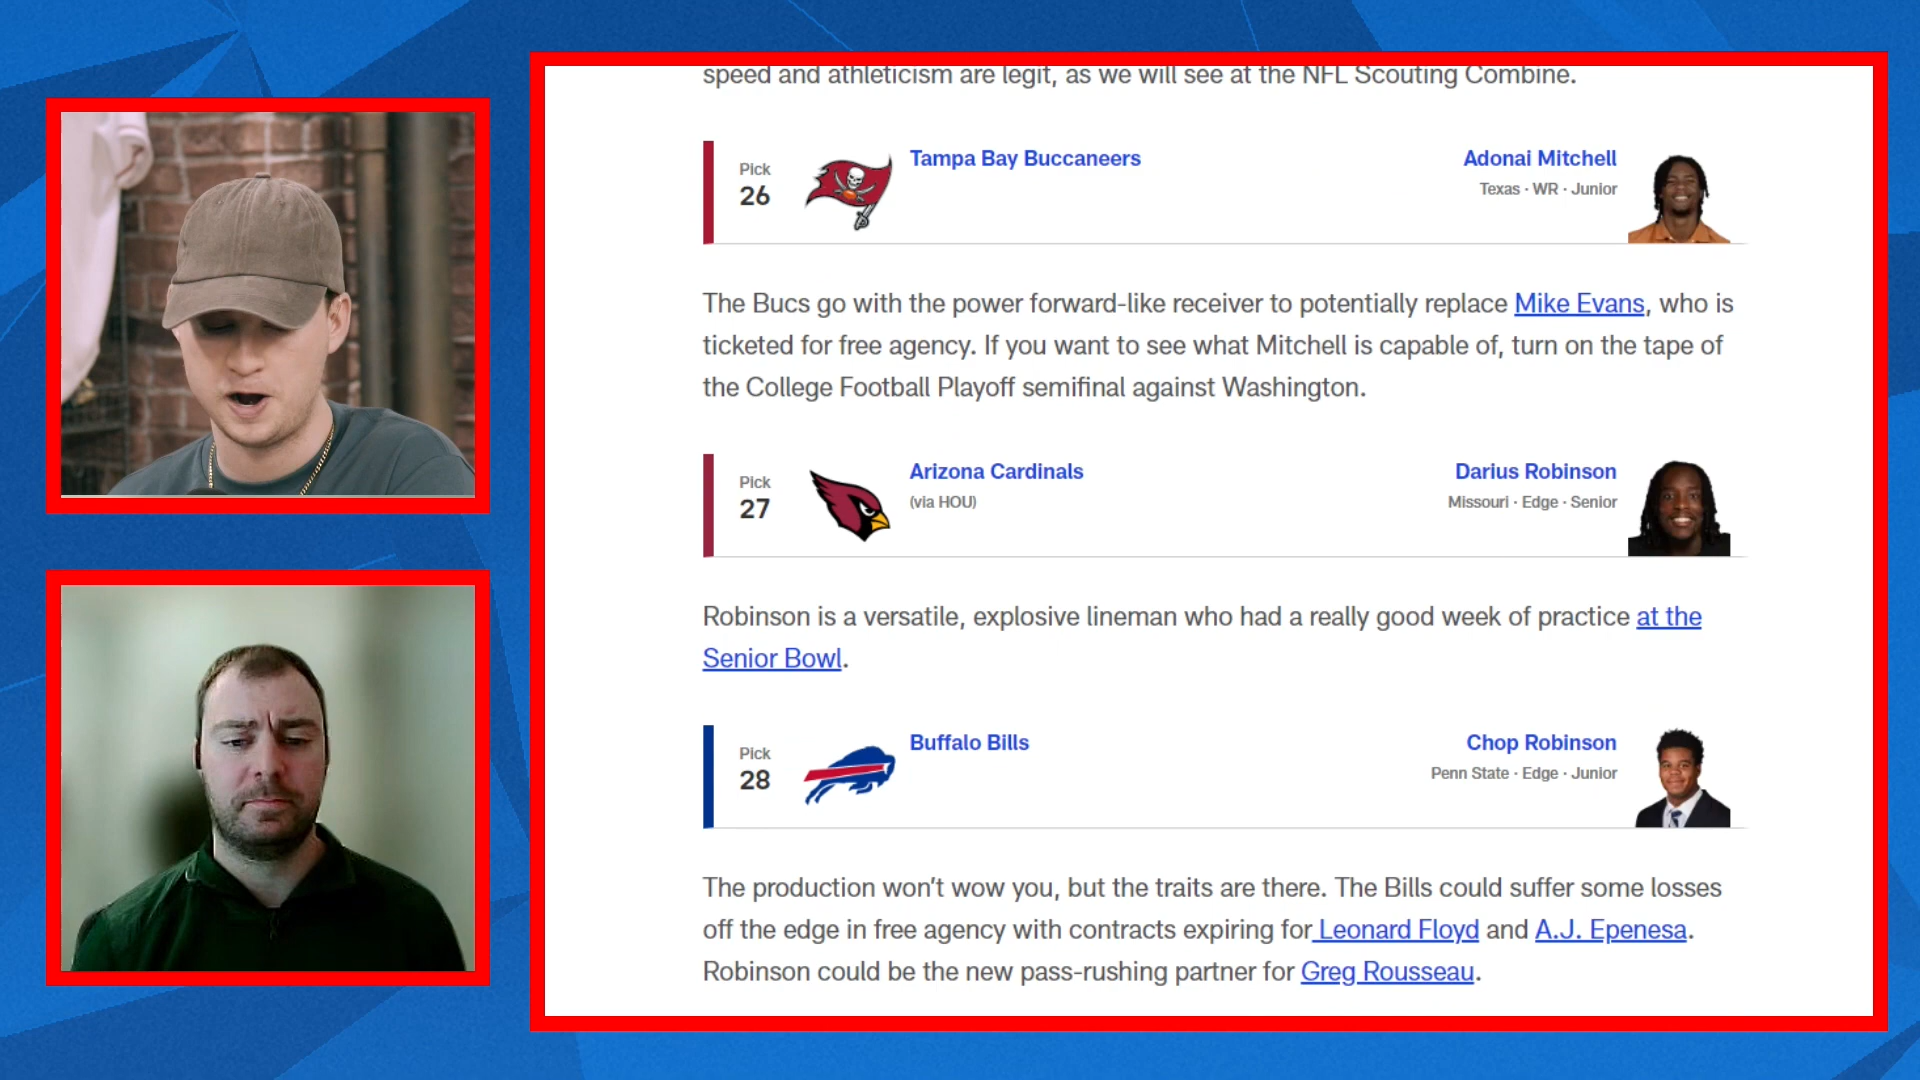 speed and athleticism are legit, as we will see at the NFL Scouting Combine.
Pick
26
Tampa Bay Buccaneers
Adonai Mitchell
Texas · WR · Junior
The Bucs go with the power forward-like receiver to potentially replace Mike Evans, who is
ticketed for free agency. If you want to see what Mitchell is capable of, turn on the tape of
the College Football Playoff semifinal against Washington.
Pick
27
Arizona Cardinals
(via HOU)
Darius Robinson
Missouri · Edge · Senior
Robinson is a versatile, explosive lineman who had a really good week of practice at the
Senior Bowl.
Pick
28
Buffalo Bills
Chop Robinson
Penn State · Edge · Junior
The production won’t wow you, but the traits are there. The Bills could suffer some losses
off the edge in free agency with contracts expiring for Leonard Floyd and A.J. Epenesa.
Robinson could be the new pass-rushing partner for Greg Rousseau.